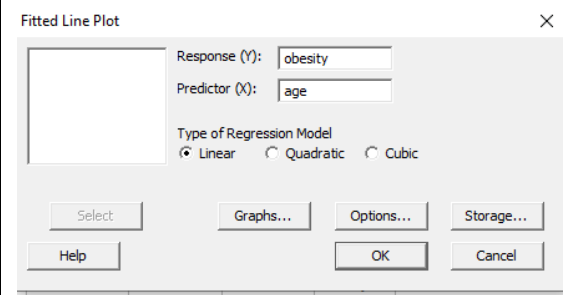 Fitted Line Plot
Response (Y): obesity
Predictor (X): age
Type of Regression Model
Linear Quadratic Cubic
Select Graphs... Options... Storage...
Help OK Cancel